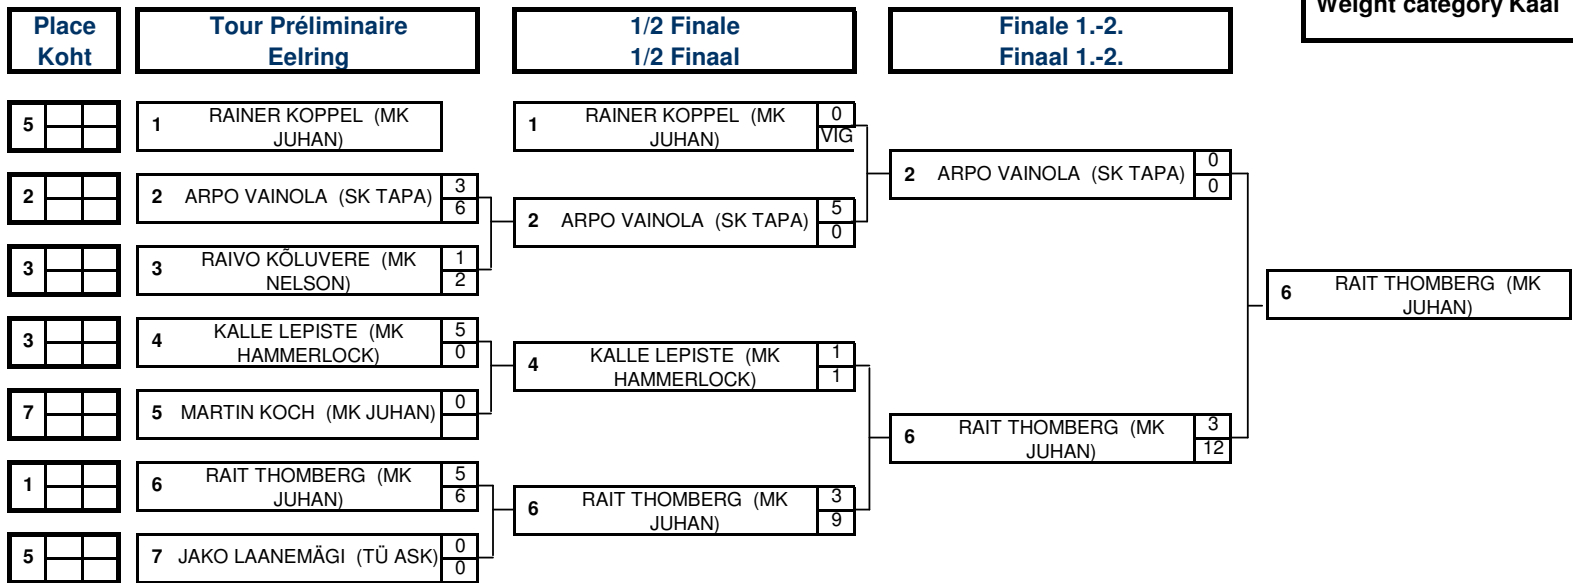 Weight category Kaal
Place
Koht
Tour Préliminaire
Eelring
1/2 Finale
1/2 Finaal
Finale 1.-2.
Finaal 1.-2.
5
1 RAINER KOPPEL (MK
JUHAN)
2
2 ARPO VAINOLA (SK TAPA) 3
6
3
3 RAIVO KÕLUVERE (MK 1
NELSON) 2
3
4 KALLE LEPISTE (MK 5
HAMMERLOCK) 0
7
5 MARTIN KOCH (MK JUHAN) 0
1
6 RAIT THOMBERG (MK 5
JUHAN) 6
5
7 JAKO LAANEMÄGI (TÜ ASK) 0
0
1 RAINER KOPPEL (MK 0
JUHAN) VIG
2 ARPO VAINOLA (SK TAPA) 5
0
4 KALLE LEPISTE (MK 1
HAMMERLOCK) 1
6 RAIT THOMBERG (MK 3
JUHAN) 9
2 ARPO VAINOLA (SK TAPA) 0
0
6 RAIT THOMBERG (MK 3
JUHAN) 12
6 RAIT THOMBERG (MK
JUHAN)